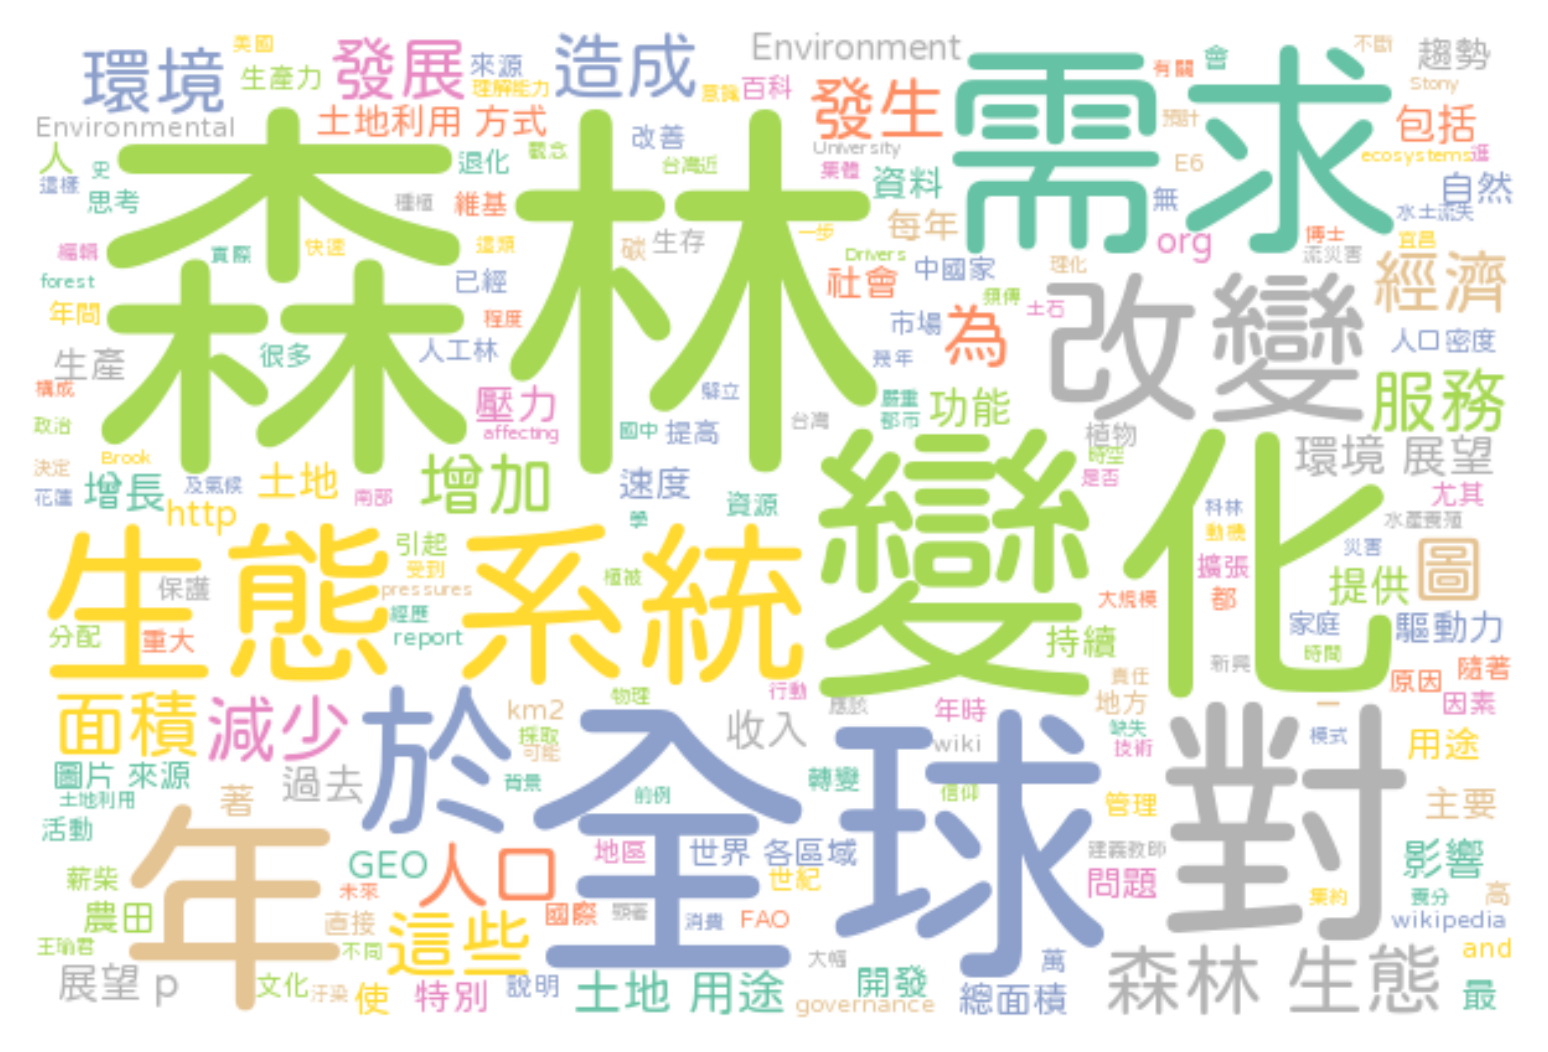 美國
環境
生產力
發展
來源
理解能力
造成
意識
百科
Environment
需求
有關
會
不斷
趨勢
Stony
Environmental
土地利用 方式
改善
發生
預計
包括
人
史
這樣
思考
森林
退化
觀念
台灣近
University
集體
資料
E6
ecosystems
逛
自然
種植
維基
無
水土流失
編輯
實際
快速
這類
碳
生存
一步
每年
org
博士
宜昌
forest
已經
Drivers
社會
中國家
理化
流災害
經濟
年間
程度
市場
為
頻傳
土石
改變
生產
很多
人工林
幾年
人口密度
構成
壓力
驟立
嚴重
都市
功能
服務
政治
affecting
國中
提高
台灣
植物
時空
環境 展望
決定
Brook
花蓮
增長
及氣候
土地
南部
增加
速度
資源
變化
是否
尤其
http
學
科林
水產養殖
生態系統
引起
受到
動機
災害
圖
保護
pressures
植被
擴張
提供
分配
重大
經歷
report
大規模
都
家庭
驅動力
持續
時間
新興
隨著
面積
減少
於
km2
採取
可能
物理
行動
應該
責任
地方
原因
因素
年時
缺失
技術
一
收入
wiki
全球
對
模式
用途
圖片 來源
土地利用
著
過去
背景
前例
轉變
信仰
管理
主要
活動
年
GEO
人口
地區
世界
各區域
建義教師
影響
薪柴
未來
世紀
問題
集約
養分
高
農田
直接
這些
國際
顯著
消費
FAO
wikipedia
王瑜君
不同
大幅
萬
and
展望 p
文化
汙染
使
特別
說明
土地 用途
開發
governance
總面積
森林 生態
最